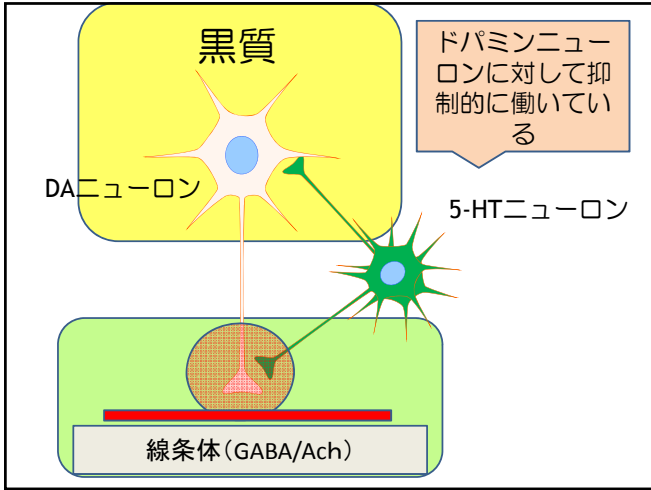 黒質
ドパミンニュー
ロンに対して抑
制的に働いてい
る
DAニューロン
5-HTニューロン
線条体(GABA/Ach)